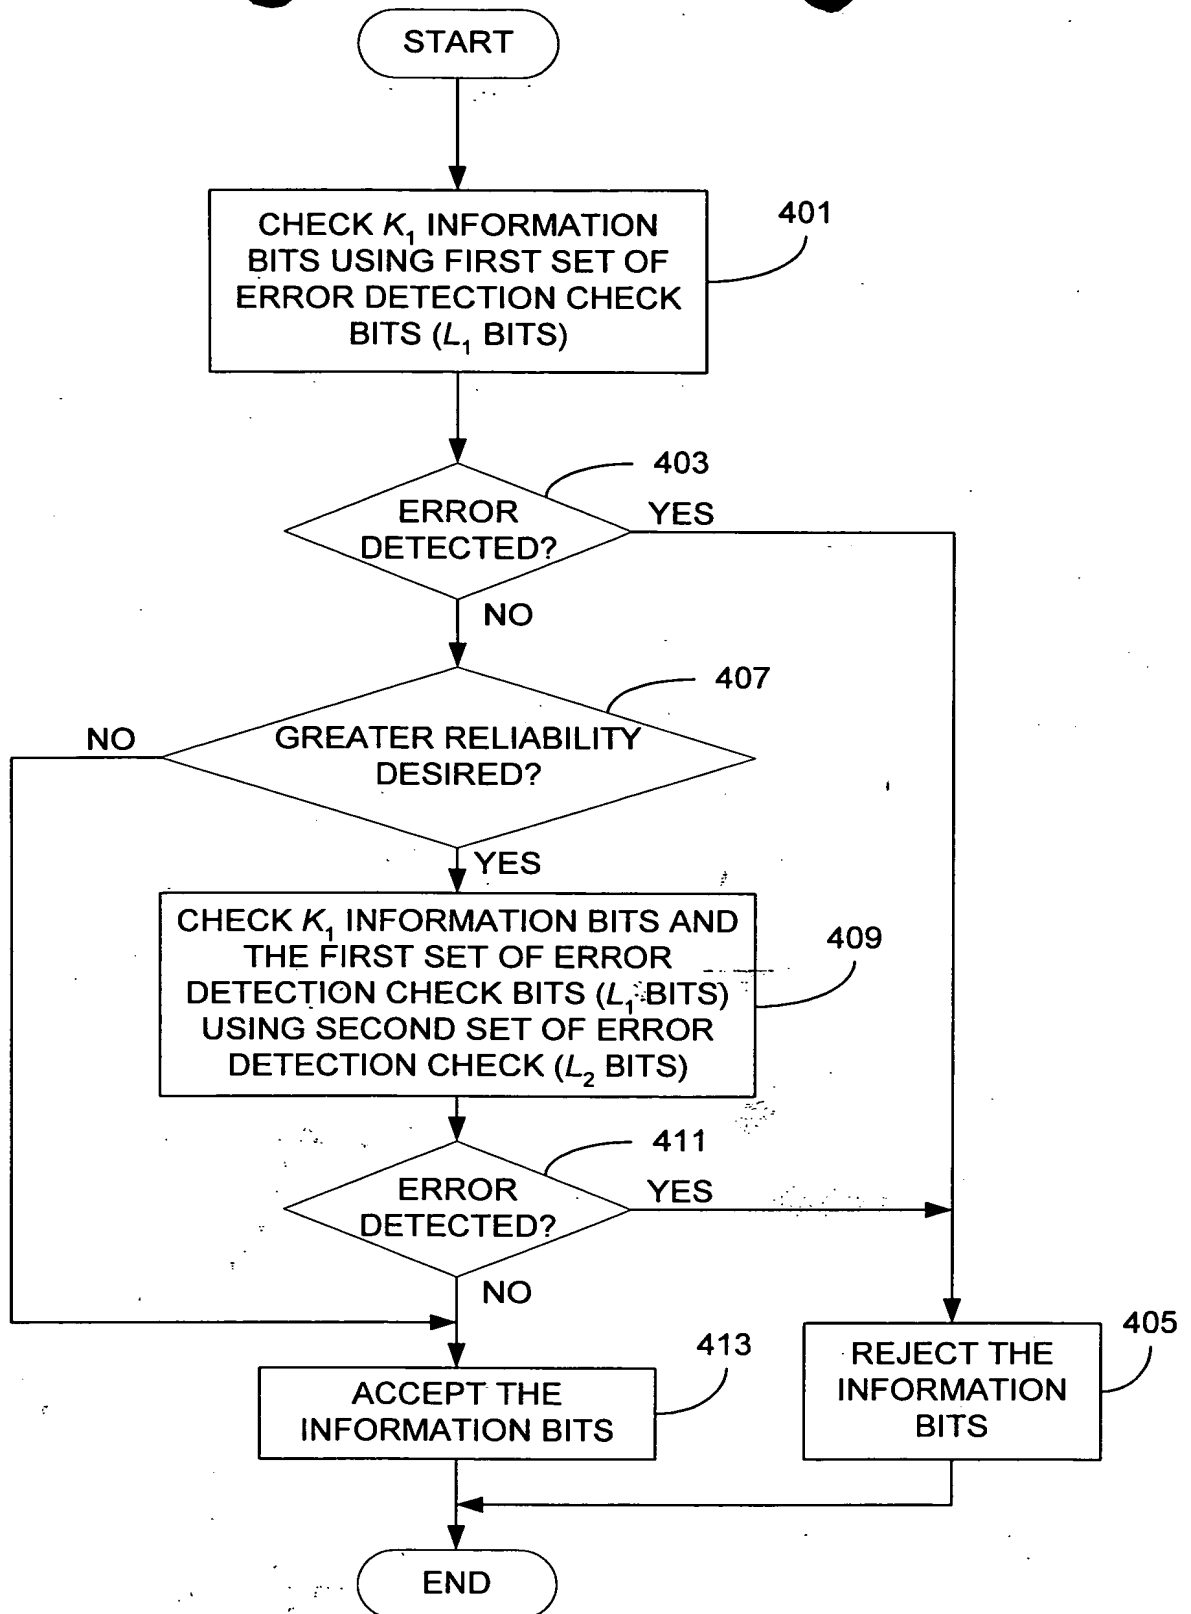 START
CHECK K1 INFORMATION
BITS USING FIRST SET OF
ERROR DETECTION CHECK
BITS (L1 BITS)
401
ERROR
DETECTED?
403
YES
NO
GREATER RELIABILITY
DESIRED?
407
NO
YES
CHECK K1 INFORMATION BITS AND
THE FIRST SET OF ERROR
DETECTION CHECK BITS (L1 BITS)
USING SECOND SET OF ERROR
DETECTION CHECK (L2 BITS)
409
ERROR
DETECTED?
411
YES
NO
ACCEPT THE
INFORMATION BITS
413
REJECT THE
INFORMATION
BITS
405
END